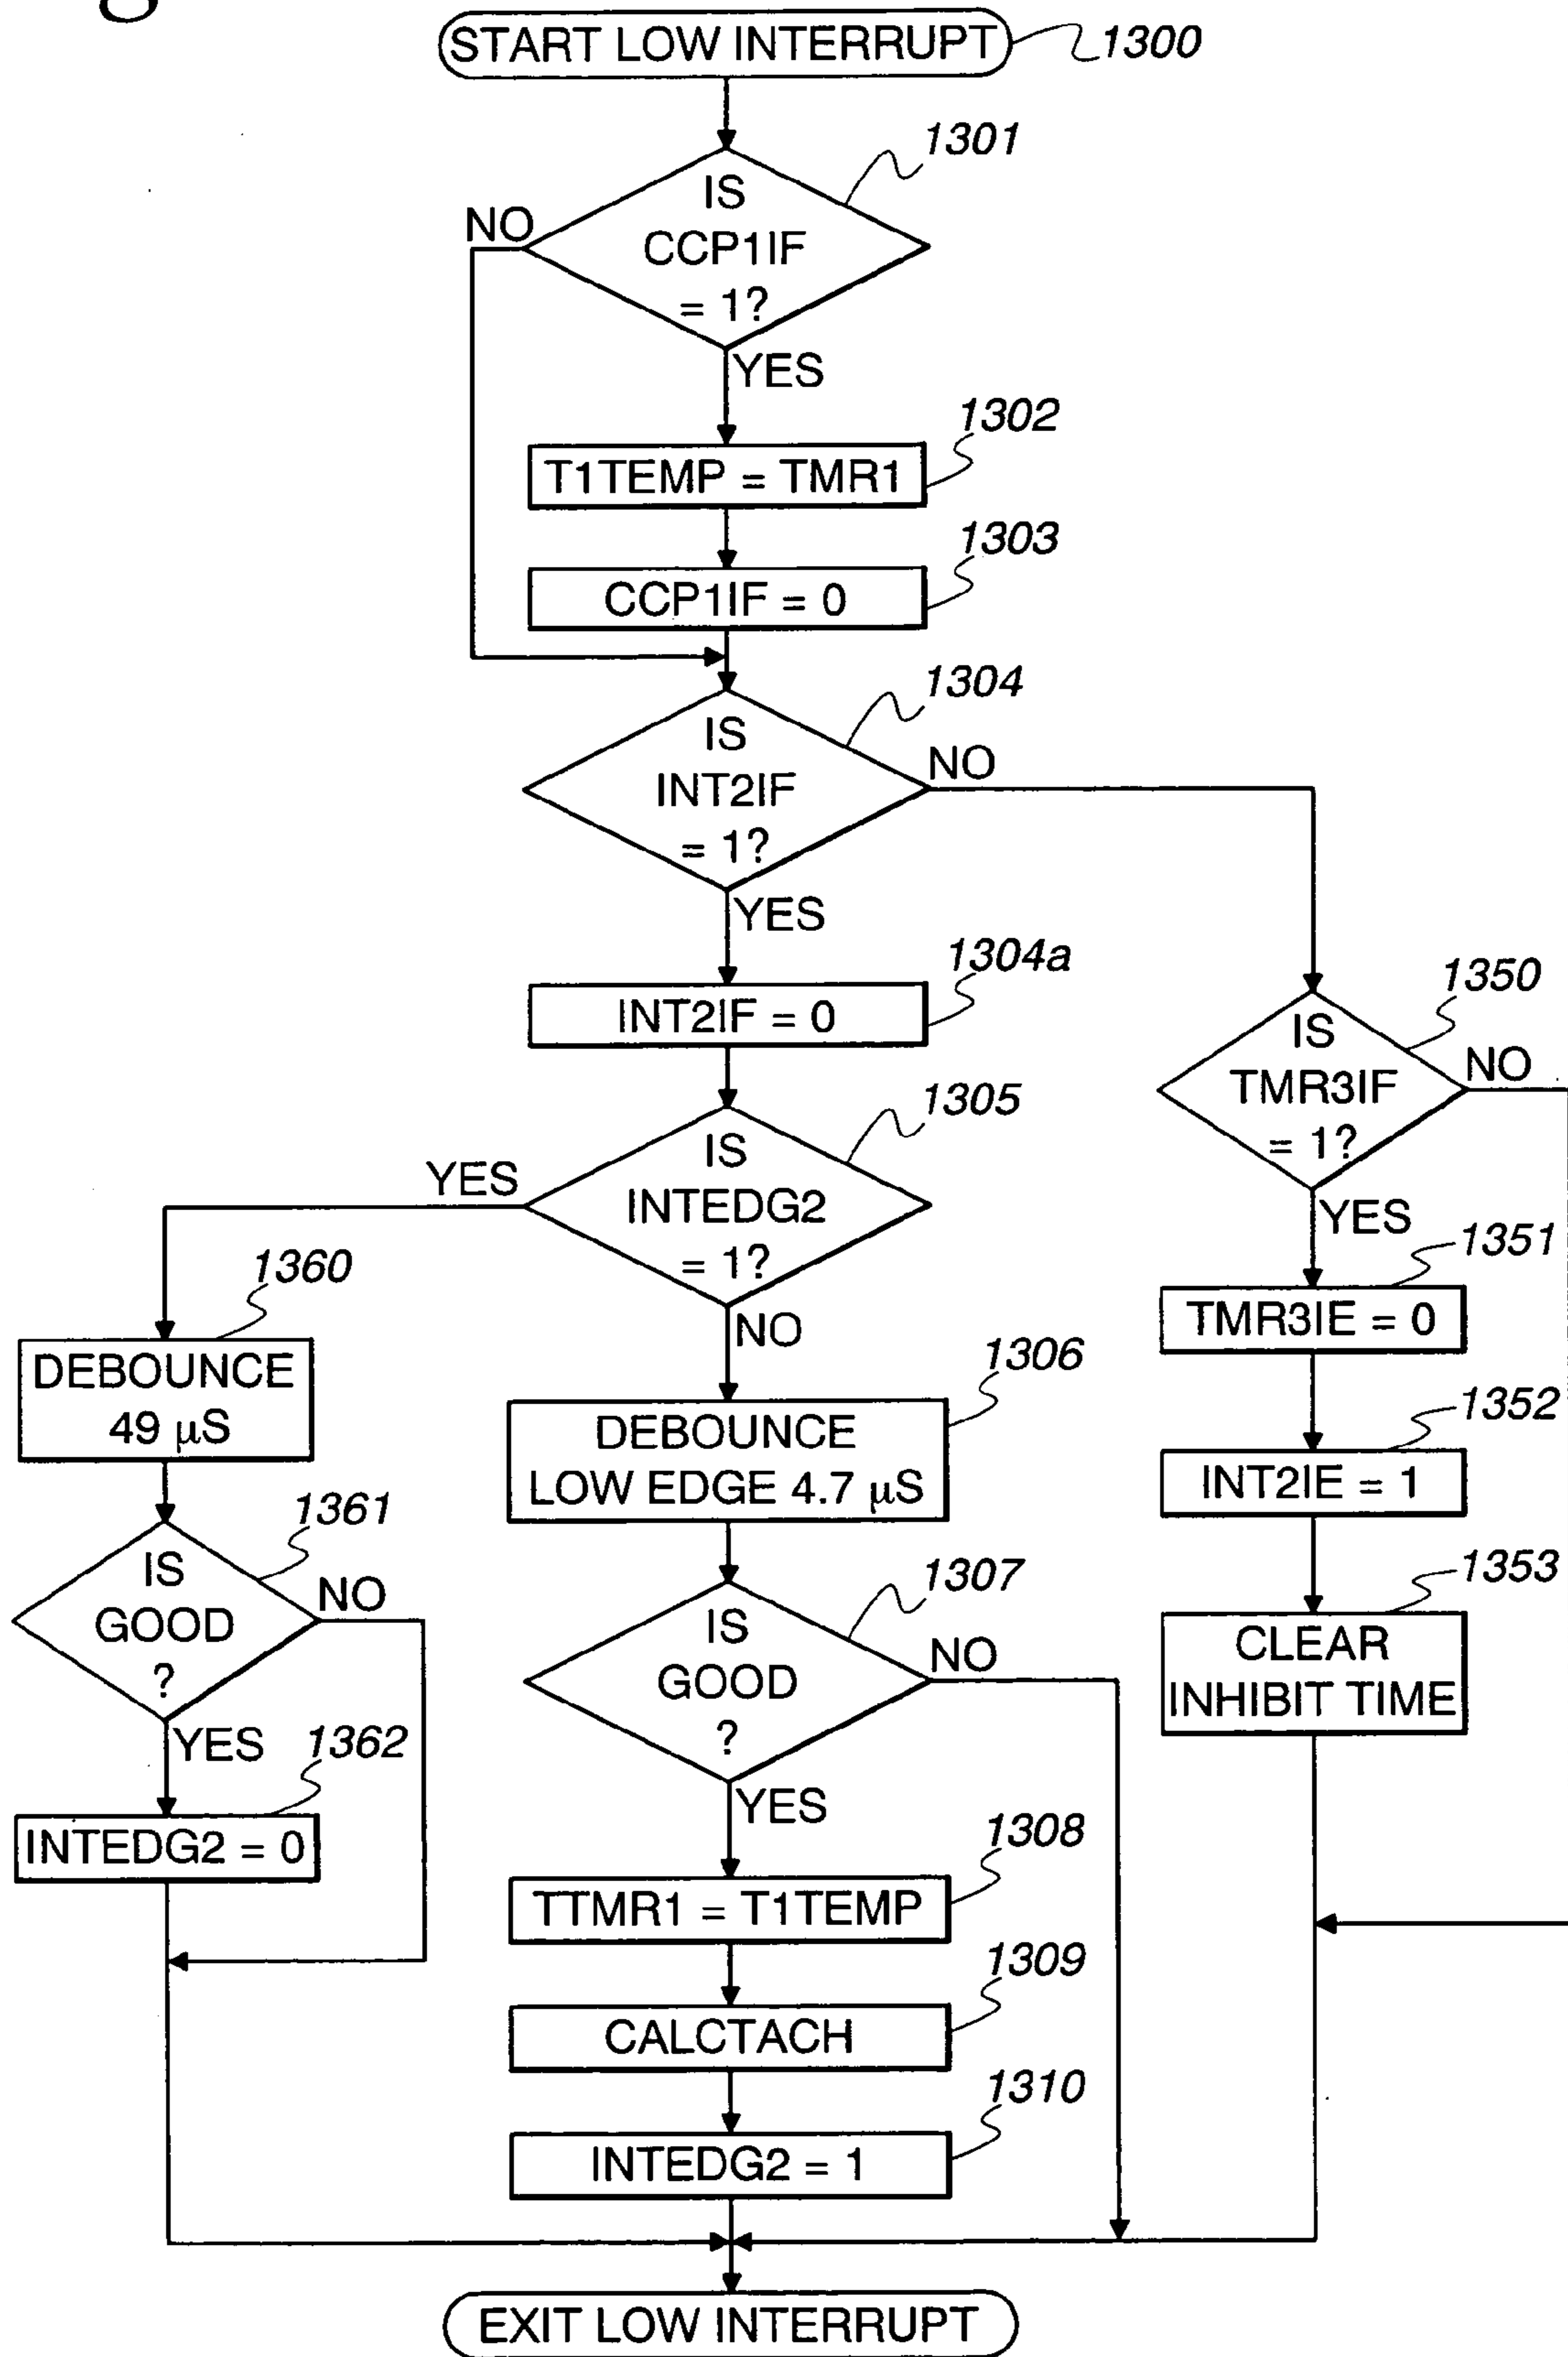 START LOW INTERRUPT
1300
1301
IS
CCP1IF
= 1?
NO
YES
1302
T1TEMP = TMR1
1303
CCP1IF = 0
1304
IS
INT2IF
= 1?
NO
YES
1304a
INT2IF = 0
1350
IS
TMR3IF
= 1?
NO
YES
1305
IS
INTEDG2
= 1?
YES
NO
1351
TMR3IE = 0
1360
DEBOUNCE
49 µS
1306
DEBOUNCE
LOW EDGE 4.7 µS
1352
INT2IE = 1
1361
IS
GOOD
?
NO
YES
1307
IS
GOOD
?
NO
YES
1353
CLEAR
INHIBIT TIME
1362
INTEDG2 = 0
1308
TTMR1 = T1TEMP
1309
CALCTACH
1310
INTEDG2 = 1
EXIT LOW INTERRUPT